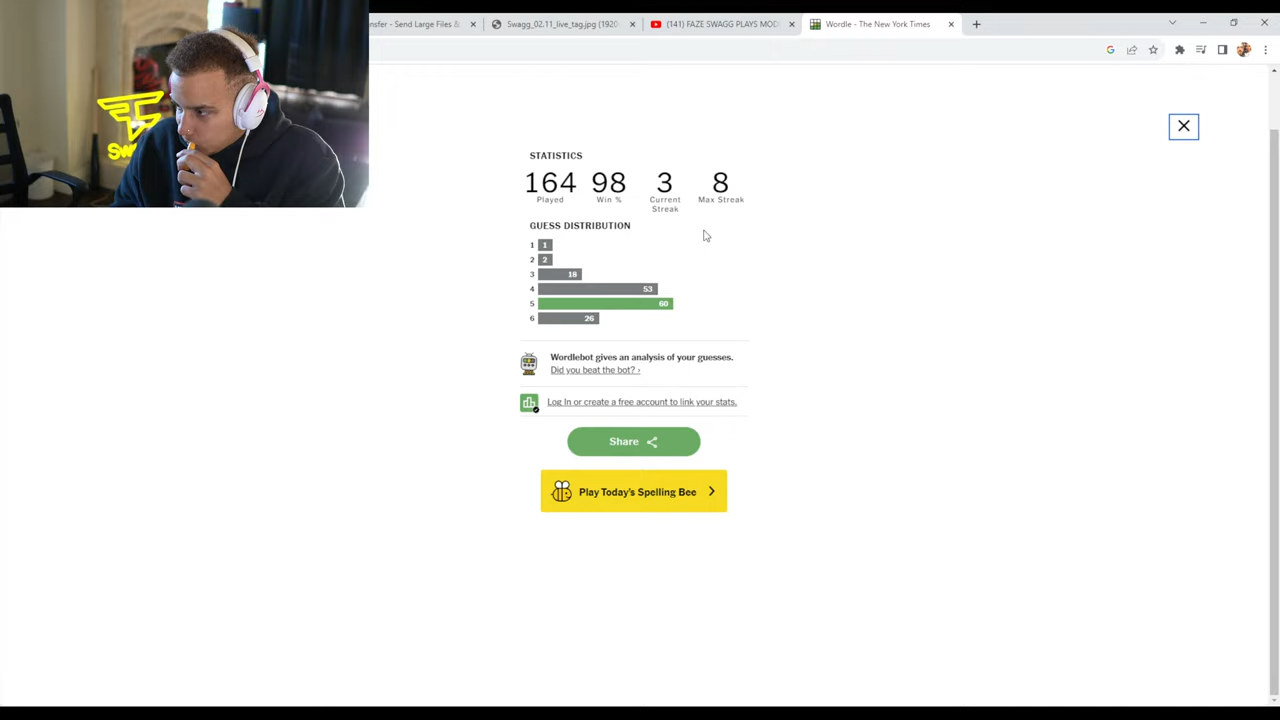 nsfer - Send Large Files &
Swagg_02.11_live_tag.jpg (1920
(141) FAZE SWAGG PLAYS MOD
Wordle - The New York Times
STATISTICS
164 98 3 8
Played Win % Current Streak Max Streak
GUESS DISTRIBUTION
1 1
2 2
3 18
4 53
5 60
6 26
Wordlebot gives an analysis of your guesses.
Did you beat the bot? ›
Log In or create a free account to link your stats.
Share
Play Today's Spelling Bee